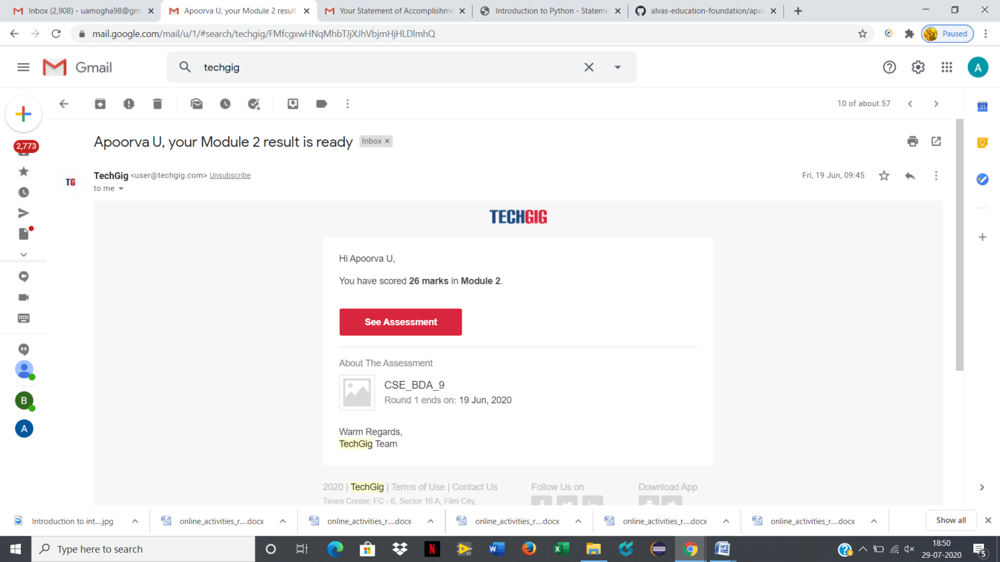 Inbox (2,908) - uamogha98@gm
Apoorva U, your Module 2 result
Your Statement of Accomplishme
Introduction to Python - Stateme
alvas-education-foundation/apoo
mail.google.com/mail/u/1/#search/techgig/FMfcgxwHNqMhbTJjXJhVbjmHjHLDlmhQ
Paused
Gmail
techgig
A
10 of about 57
31
2,773
Apoorva U, your Module 2 result is ready
Inbox ×
TG
TechGig <user@techgig.com> Unsubscribe
Fri, 19 Jun, 09:45
to me
TECHGIG
Hi Apoorva U,
You have scored 26 marks in Module 2.
See Assessment
About The Assessment
CSE_BDA_9
Round 1 ends on: 19 Jun, 2020
Warm Regards,
TechGig Team
B
A
2020 | TechGig | Terms of Use | Contact Us
Follow Us on
Download App
Times Center, FC - 6, Sector 16 A, Film City,
Introduction to int....jpg
online_activities_r....docx
online_activities_r....docx
online_activities_r....docx
online_activities_r....docx
online_activities_r....docx
Show all
Type here to search
18:50
29-07-2020
5